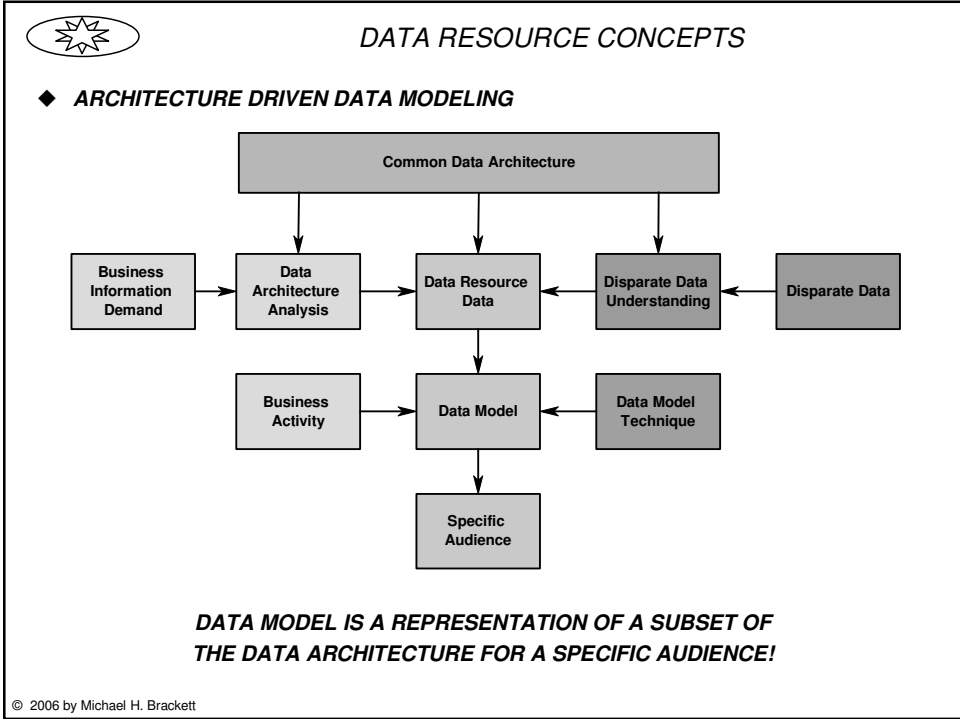 DATA RESOURCE CONCEPTS
◆ ARCHITECTURE DRIVEN DATA MODELING
Common Data Architecture
Business
Information
Demand
Data
Architecture
Analysis
Data Resource
Data
Disparate Data
Understanding
Disparate Data
Business
Activity
Data Model
Data Model
Technique
Specific
Audience
DATA MODEL IS A REPRESENTATION OF A SUBSET OF
THE DATA ARCHITECTURE FOR A SPECIFIC AUDIENCE!
© 2006 by Michael H. Brackett